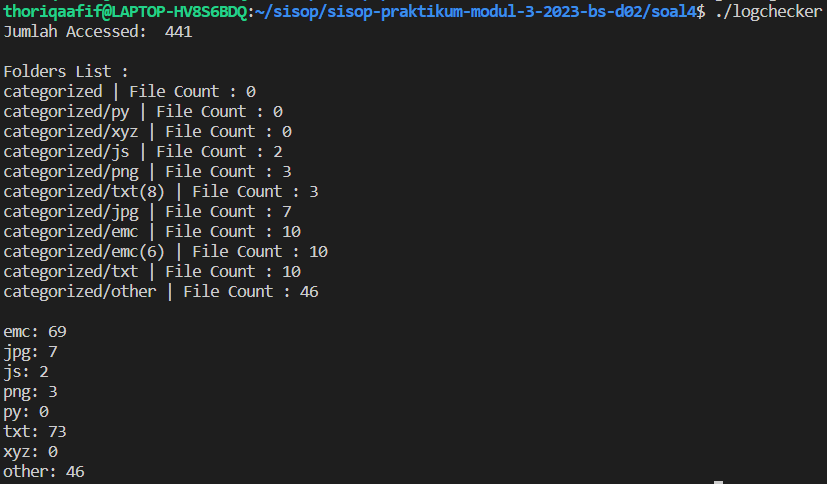 thoriqaafif@LAPTOP-HV8S6BDQ:~/sisop/sisop-praktikum-modul-3-2023-bs-d02/soal4$ ./logchecker
Jumlah Accessed:  441
Folders List :
categorized | File Count : 0
categorized/py | File Count : 0
categorized/xyz | File Count : 0
categorized/js | File Count : 2
categorized/png | File Count : 3
categorized/txt(8) | File Count : 3
categorized/jpg | File Count : 7
categorized/emc | File Count : 10
categorized/emc(6) | File Count : 10
categorized/txt | File Count : 10
categorized/other | File Count : 46
emc: 69
jpg: 7
js: 2
png: 3
py: 0
txt: 73
xyz: 0
other: 46